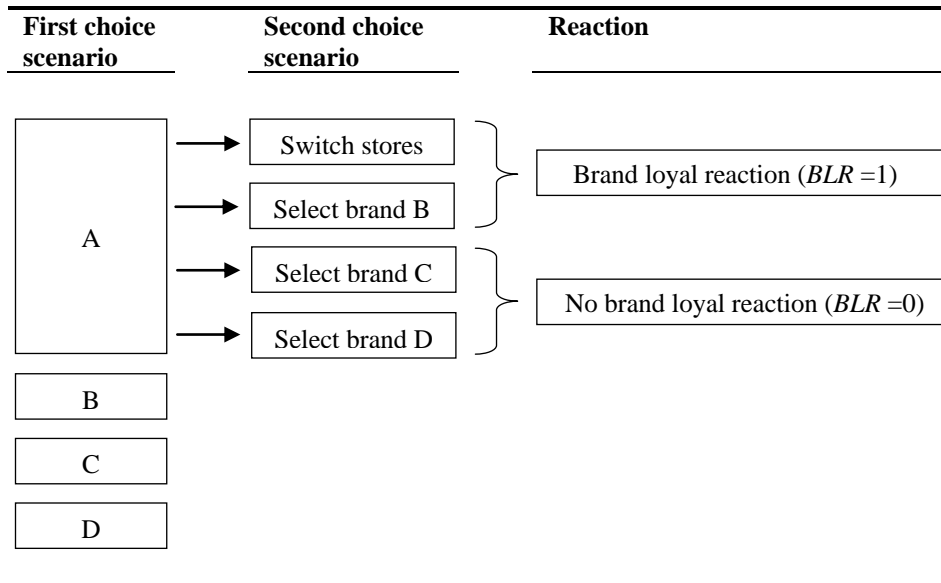 First choice
scenario
Second choice
scenario
Reaction
A
Switch stores
Select brand B
Select brand C
Select brand D
Brand loyal reaction (BLR =1)
No brand loyal reaction (BLR =0)
B
C
D